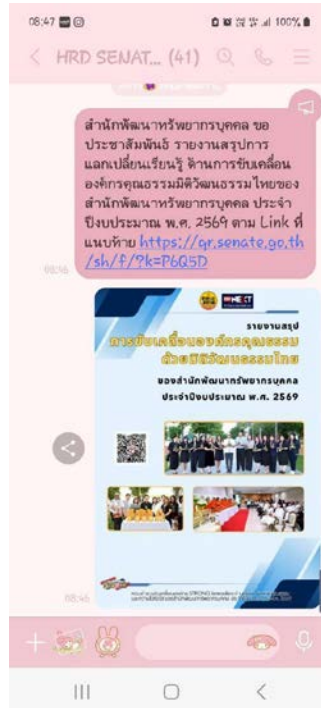 08:47
100%
HRD SENAT... (41)
สำนักพัฒนาทรัพยากรบุคคล ขอ
ประชาสัมพันธ์ รายงานสรุปการ
แลกเปลี่ยนเรียนรู้ ด้านการขับเคลื่อน
องค์กรคุณธรรมมิติวัฒนธรรมไทยของ
สำนักพัฒนาทรัพยากรบุคคล ประจำ
ปีงบประมาณ พ.ศ. 2569 ตาม Link ที่
แนบท้าย https://qr.senate.go.th
/sh/f/?k=P6Q5D
08:46
รายงานสรุป
การขับเคลื่อนองค์กรคุณธรรม
ด้วยมิติวัฒนธรรมไทย
ของสำนักพัฒนาทรัพยากรบุคคล
ประจำปีงบประมาณ พ.ศ. 2569
08:46